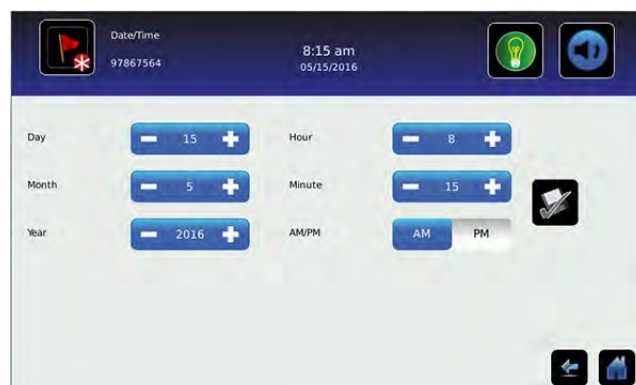 Date/Time
97867564
8:15 am
05/15/2016
Day
15
Hour
8
Month
5
Minute
15
Year
2016
AM/PM
AM
PM